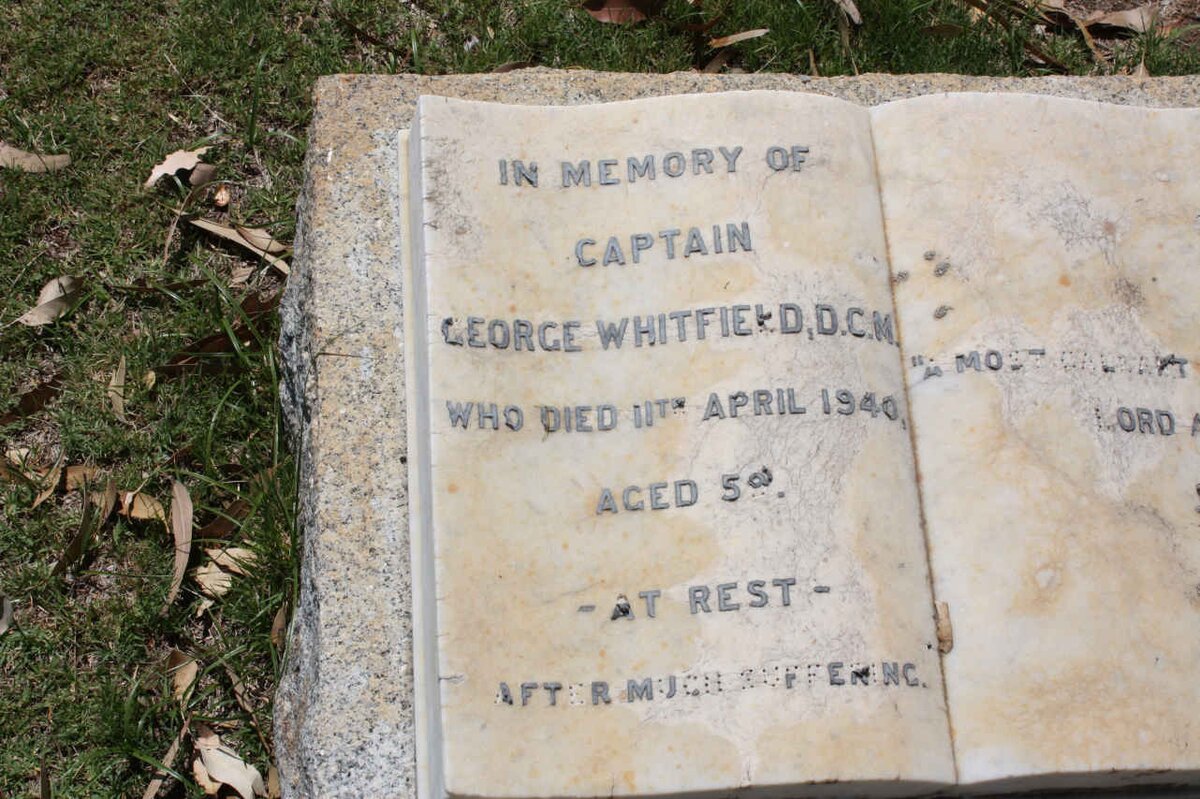 IN MEMORY OF
CAPTAIN
GEORGE WHITFIELD, D.C.M.
WHO DIED 11TH APRIL 1940,
AGED
- AT REST -
AFTER MUCH SUFFERING.
"A MOST GALLANT
LORD